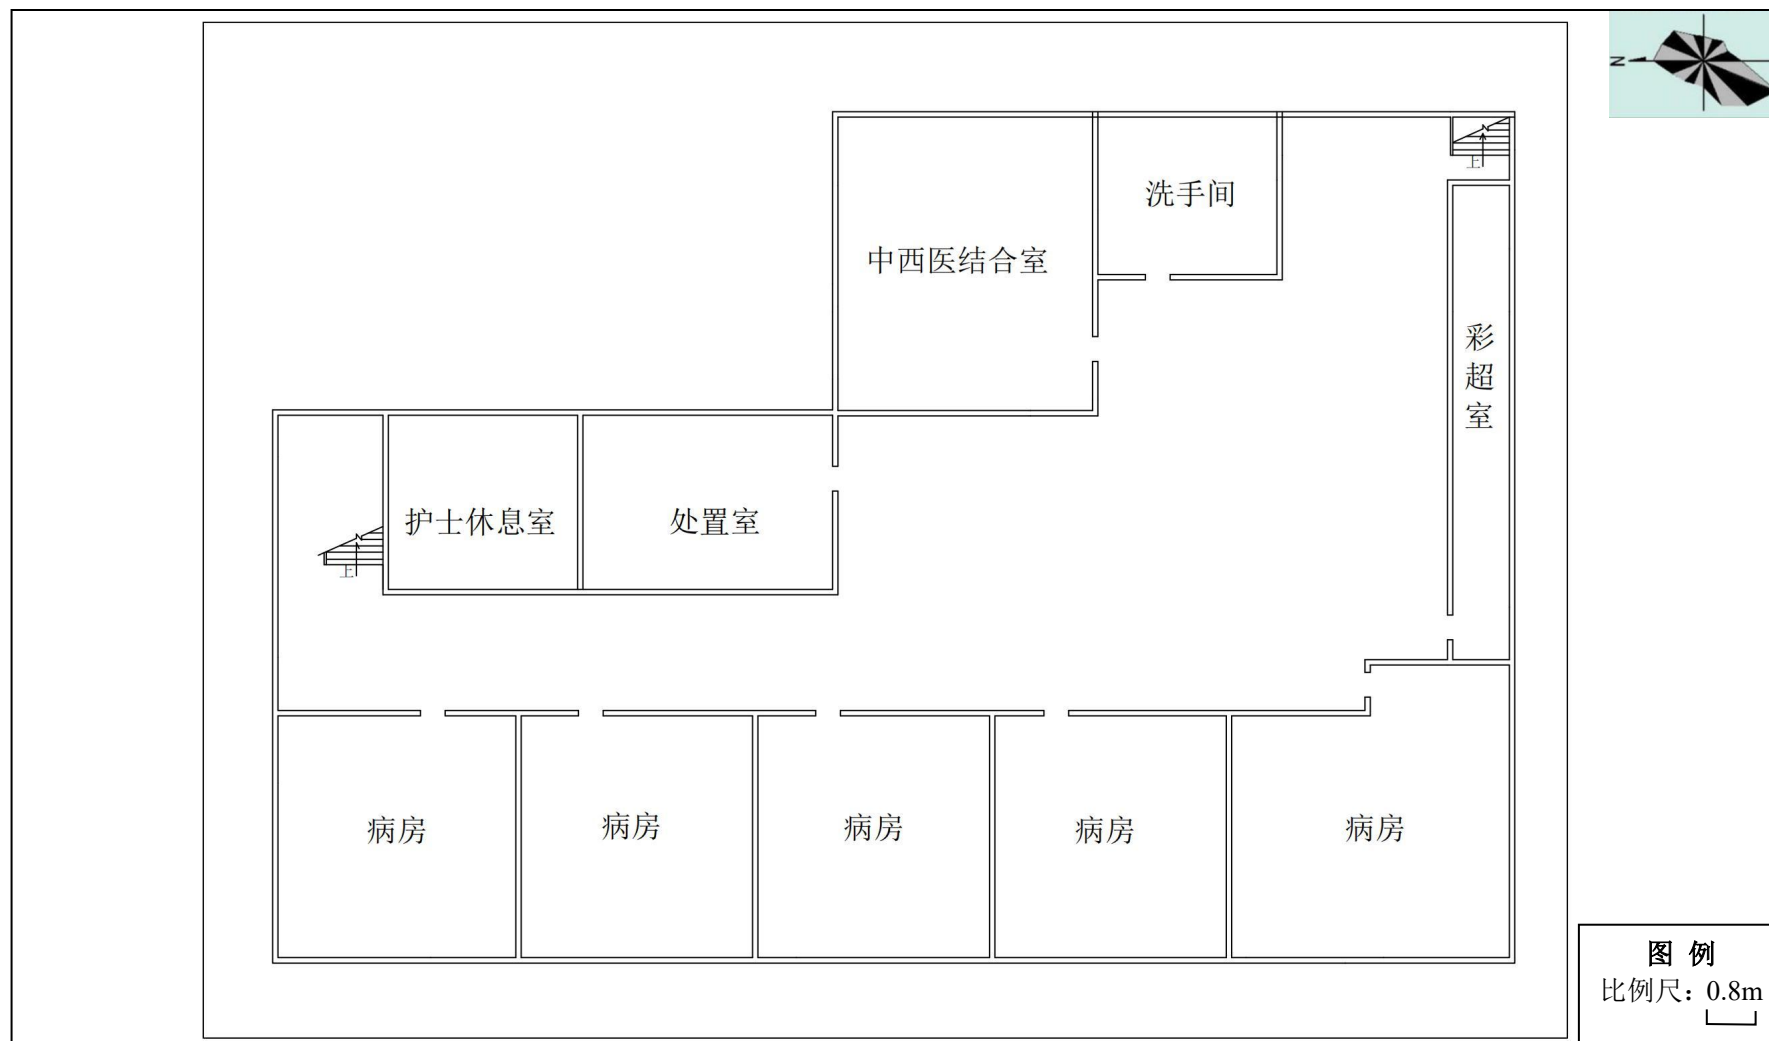 N
上
洗手间
中西医结合室
彩超室
护士休息室
处置室
上
病房
病房
病房
病房
病房
图 例
比例尺：0.8m